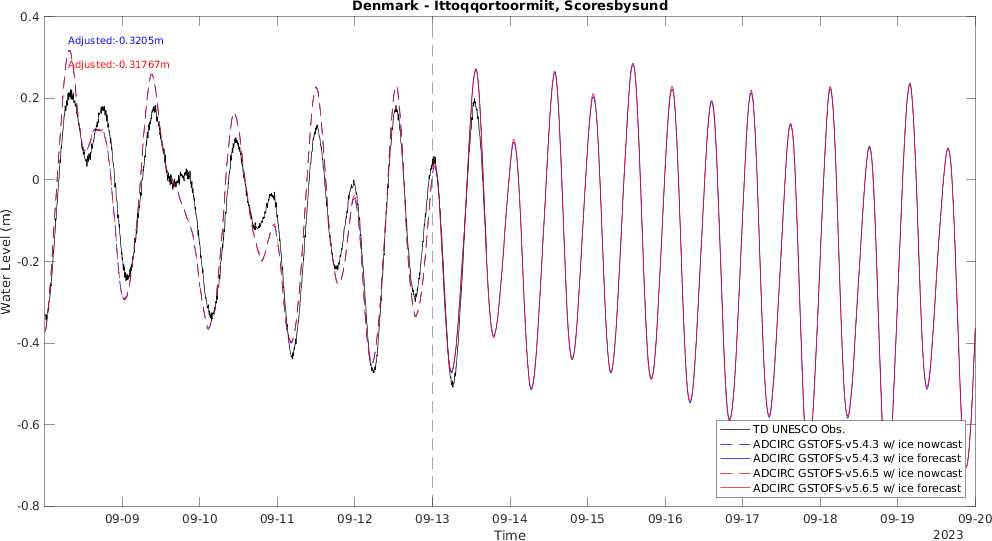 Denmark - Ittoqqortoormiit, Scoresbysund
Adjusted:-0.3205m
Adjusted:-0.31767m
0.4
0.2
0
-0.2
-0.4
-0.6
-0.8
Water Level (m)
TD UNESCO Obs.
ADCIRC GSTOFS-v5.4.3 w/ ice nowcast
ADCIRC GSTOFS-v5.4.3 w/ ice forecast
ADCIRC GSTOFS-v5.6.5 w/ ice nowcast
ADCIRC GSTOFS-v5.6.5 w/ ice forecast
09-09 09-10 09-11 09-12 09-13 09-14 09-15 09-16 09-17 09-18 09-19 09-20
Time
2023